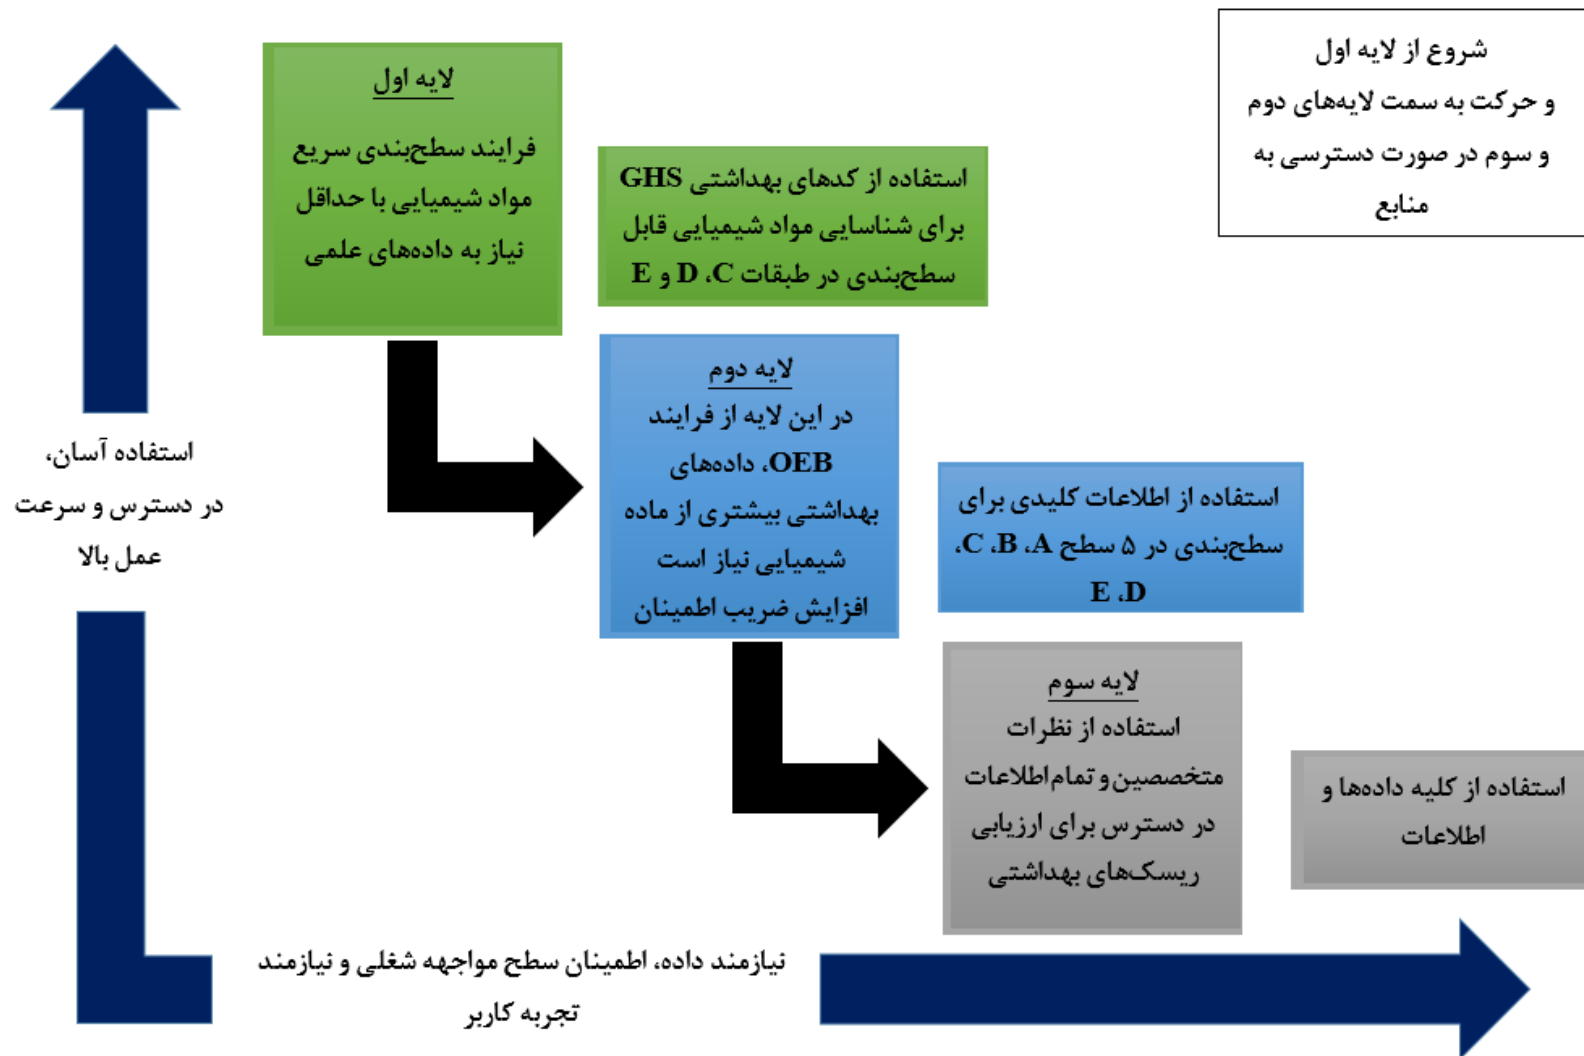 شروع از لایه اول
و حرکت به سمت لایه‌های دوم
و سوم در صورت دسترسی به
منابع
لایه اول
فرایند سطح‌بندی سریع
مواد شیمیایی با حداقل
نیاز به داده‌های علمی
استفاده از کدهای بهداشتی GHS
برای شناسایی مواد شیمیایی قابل
سطح‌بندی در طبقات D ،C و E
لایه دوم
در این لایه از فرایند
OEB، داده‌های
بهداشتی بیشتری از ماده
شیمیایی نیاز است
افزایش ضریب اطمینان
استفاده از اطلاعات کلیدی برای
سطح‌بندی در ۵ سطح C ،B ،A،
E ،D
لایه سوم
استفاده از نظرات
متخصصین و تمام اطلاعات
در دسترس برای ارزیابی
ریسک‌های بهداشتی
استفاده از کلیه داده‌ها و
اطلاعات
استفاده آسان،
در دسترس و سرعت
عمل بالا
نیازمند داده، اطمینان سطح مواجهه شغلی و نیازمند
تجربه کاربر